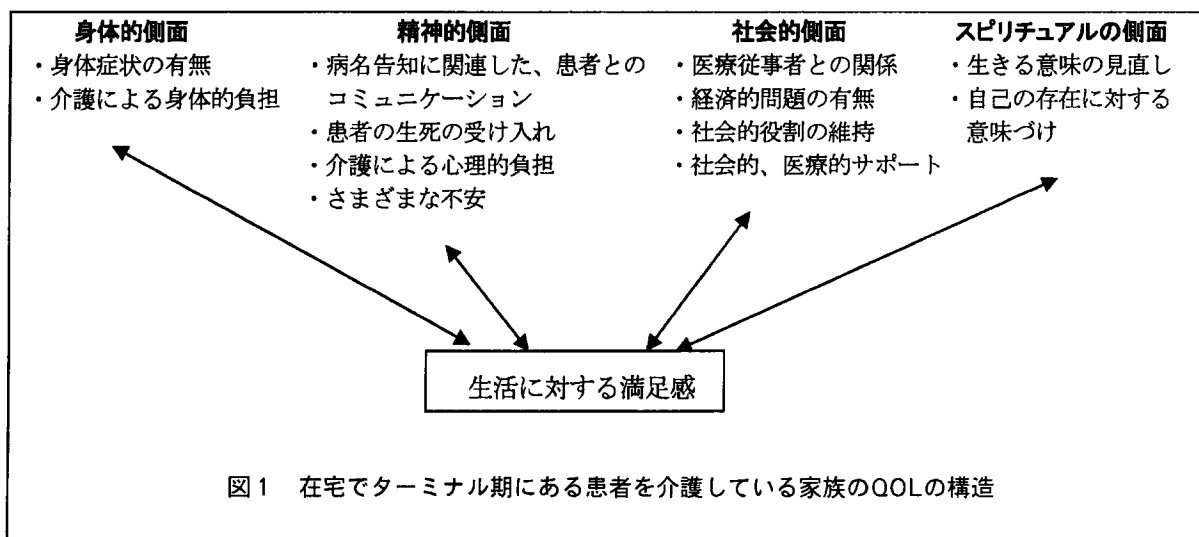 身体的側面
・身体症状の有無
・介護による身体的負担
精神的側面
・病名告知に関連した、患者との
コミュニケーション
・患者の生死の受け入れ
・介護による心理的負担
・さまざまな不安
社会的側面
・医療従事者との関係
・経済的問題の有無
・社会的役割の維持
・社会的、医療的サポート
スピリチュアルの側面
・生きる意味の見直し
・自己の存在に対する
意味づけ
生活に対する満足感
図1 在宅でターミナル期にある患者を介護している家族のQOLの構造